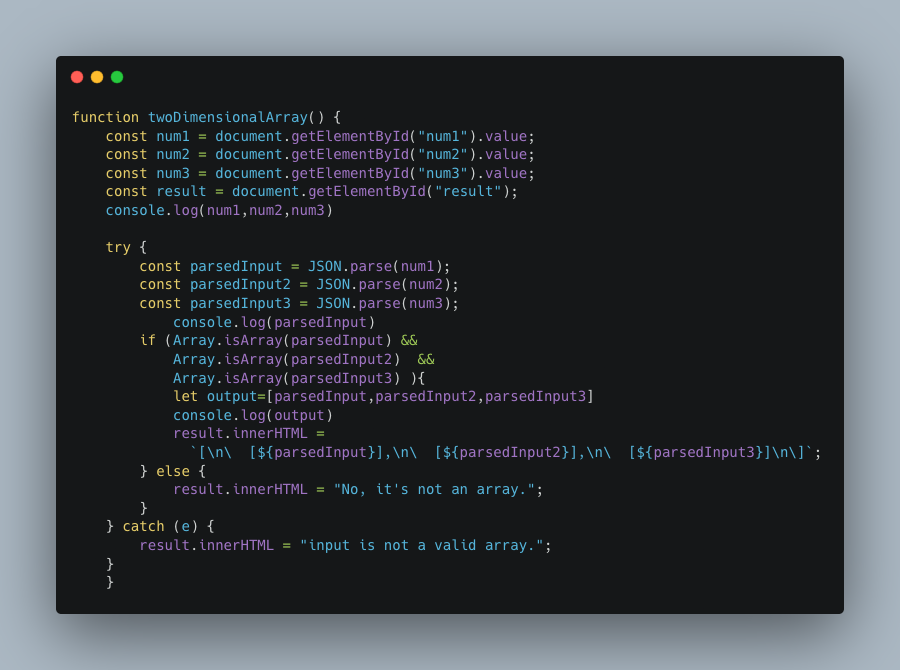 function twoDimensionalArray() {
    const num1 = document.getElementById("num1").value;
    const num2 = document.getElementById("num2").value;
    const num3 = document.getElementById("num3").value;
    const result = document.getElementById("result");
    console.log(num1,num2,num3)

    try {
        const parsedInput = JSON.parse(num1);
        const parsedInput2 = JSON.parse(num2);
        const parsedInput3 = JSON.parse(num3);
            console.log(parsedInput)
        if (Array.isArray(parsedInput) &&
            Array.isArray(parsedInput2)  &&
            Array.isArray(parsedInput3) ){
            let output=[parsedInput,parsedInput2,parsedInput3]
            console.log(output)
            result.innerHTML =
              `[\n\  [${parsedInput}],\n\  [${parsedInput2}],\n\  [${parsedInput3}]\n\]`;
        } else {
            result.innerHTML = "No, it's not an array.";
        }
    } catch (e) {
        result.innerHTML = "input is not a valid array.";
    }
    }